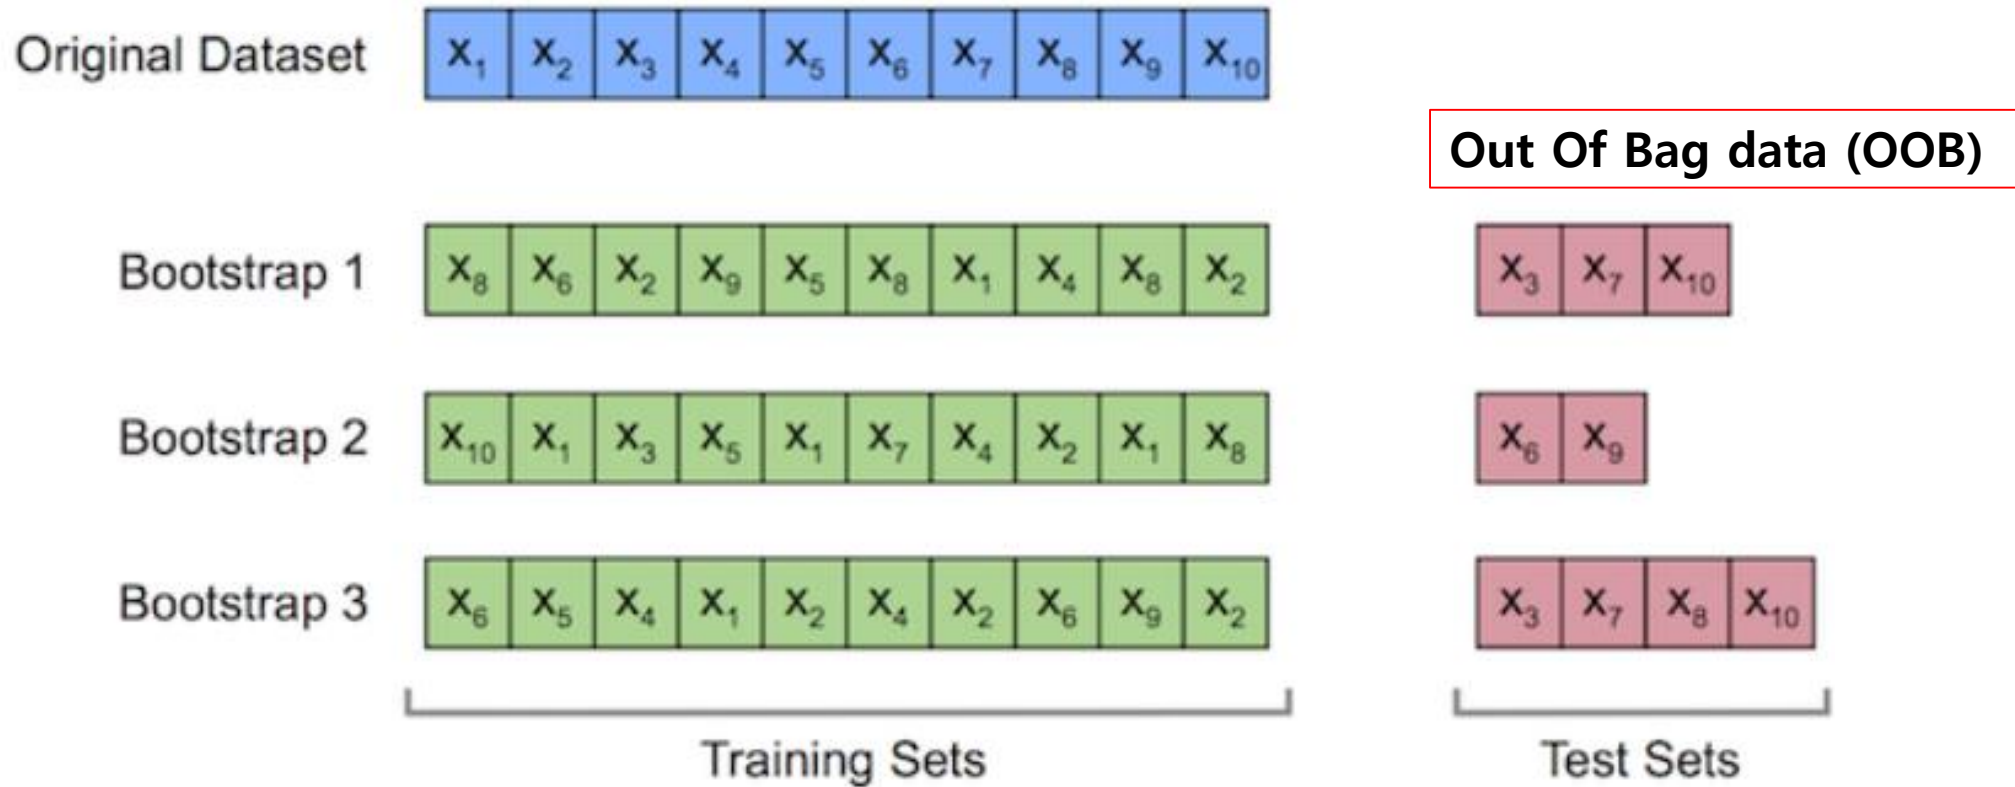 Original Dataset x₁ x₂ x₃ x₄ x₅ x₆ x₇ x₈ x₉ x₁₀
Out Of Bag data (OOB)
Bootstrap 1 x₈ x₆ x₂ x₉ x₅ x₈ x₁ x₄ x₈ x₂ x₃ x₇ x₁₀
Bootstrap 2 x₁₀ x₁ x₃ x₅ x₁ x₇ x₄ x₂ x₁ x₈ x₆ x₉
Bootstrap 3 x₆ x₅ x₄ x₁ x₂ x₄ x₂ x₆ x₉ x₂ x₃ x₇ x₈ x₁₀
Training Sets Test Sets